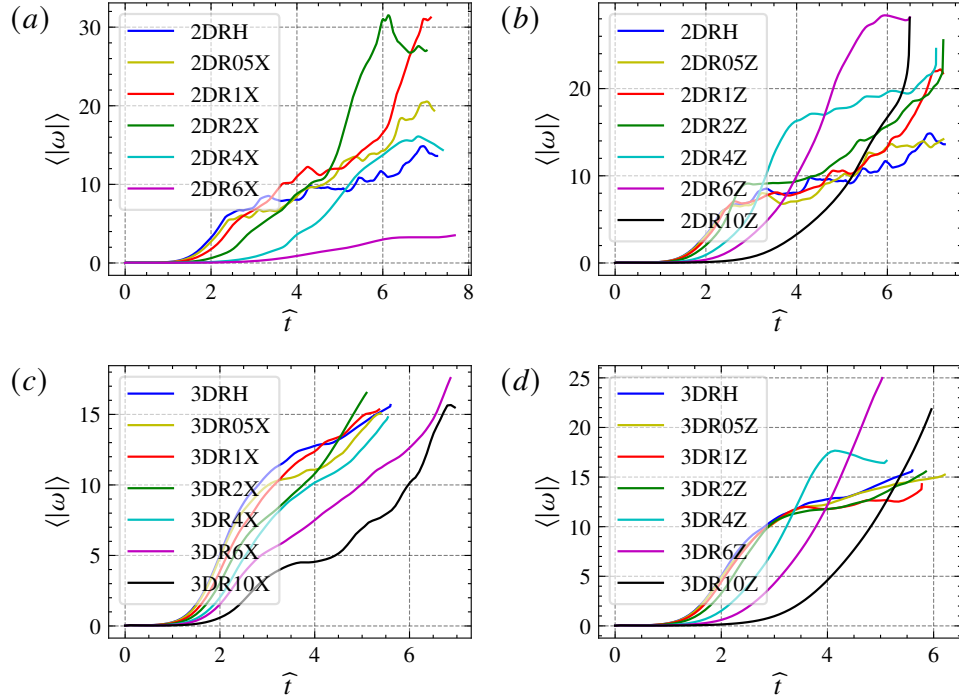 (a)
30
20
10
0
⟨|ω|⟩
2DRH
2DR05X
2DR1X
2DR2X
2DR4X
2DR6X
0 2 4 6 8
t̂
(b)
20
10
0
⟨|ω|⟩
2DRH
2DR05Z
2DR1Z
2DR2Z
2DR4Z
2DR6Z
2DR10Z
0 2 4 6
t̂
(c)
15
10
5
0
⟨|ω|⟩
3DRH
3DR05X
3DR1X
3DR2X
3DR4X
3DR6X
3DR10X
0 2 4 6
t̂
(d)
25
20
15
10
5
0
⟨|ω|⟩
3DRH
3DR05Z
3DR1Z
3DR2Z
3DR4Z
3DR6Z
3DR10Z
0 2 4 6
t̂